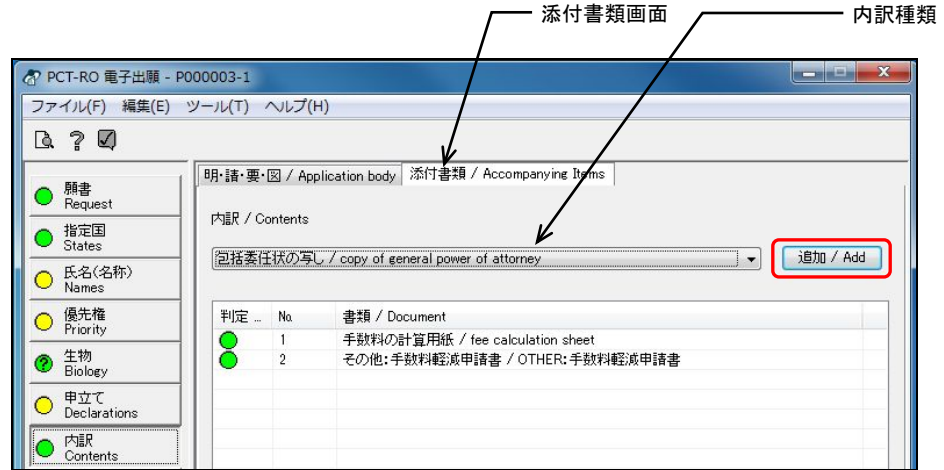 添付書類画面
内訳種類
PCT-RO 電子出願 - P000003-1
ファイル(F) 編集(E) ツール(T) ヘルプ(H)
明・請・要・図 / Application body
添付書類 / Accompanying Items
願書
Request
指定国
States
氏名(名称)
Names
優先権
Priority
生物
Biology
申立て
Declarations
内訳
Contents
内訳 / Contents
包括委任状の写し / copy of general power of attorney
追加 / Add
判定 ... No. 書類 / Document
1 手数料の計算用紙 / fee calculation sheet
2 その他:手数料軽減申請書 / OTHER:手数料軽減申請書